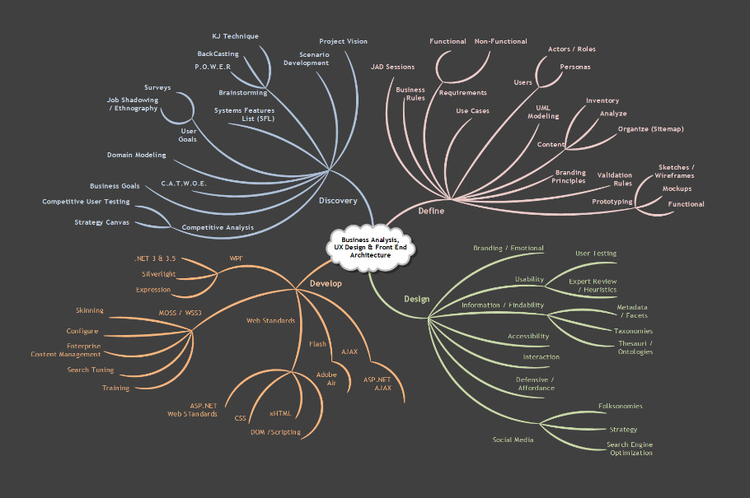 Business Analysis,
UX Design & Front End
Architecture
Discovery
Project Vision
Scenario
Development
KJ Technique
BackCasting
P.O.W.E.R
Brainstorming
Systems Features
List (SFL)
Surveys
Job Shadowing
/ Ethnography
User
Goals
Domain Modeling
C.A.T.W.O.E.
Business Goals
Competitive User Testing
Strategy Canvas
Competitive Analysis
Define
JAD Sessions
Business
Rules
Functional
Non-Functional
Requirements
Use Cases
Actors / Roles
Personas
Users
UML
Modeling
Inventory
Analyze
Organize (Sitemap)
Content
Branding
Principles
Validation
Rules
Sketches /
Wireframes
Mockups
Functional
Prototyping
Develop
WPF
.NET 3 & 3.5
Silverlight
Expression
MOSS / WSS3
Skinning
Configure
Enterprise
Content Management
Search Tuning
Training
Web Standards
ASP.NET
Web STandards
CSS
xHTML
DOM /Scripting
Flash
Adobe
Air
AJAX
ASP.NET
AJAX
Design
Branding / Emotional
Usability
User Testing
Expert Review
/ Heuristics
Information / Findability
Metadata
/ Facets
Taxonomies
Thesauri /
Ontologies
Accessibility
Interaction
Defensive /
Affordance
Social Media
Folksonomies
Strategy
Search Engine
Optimization